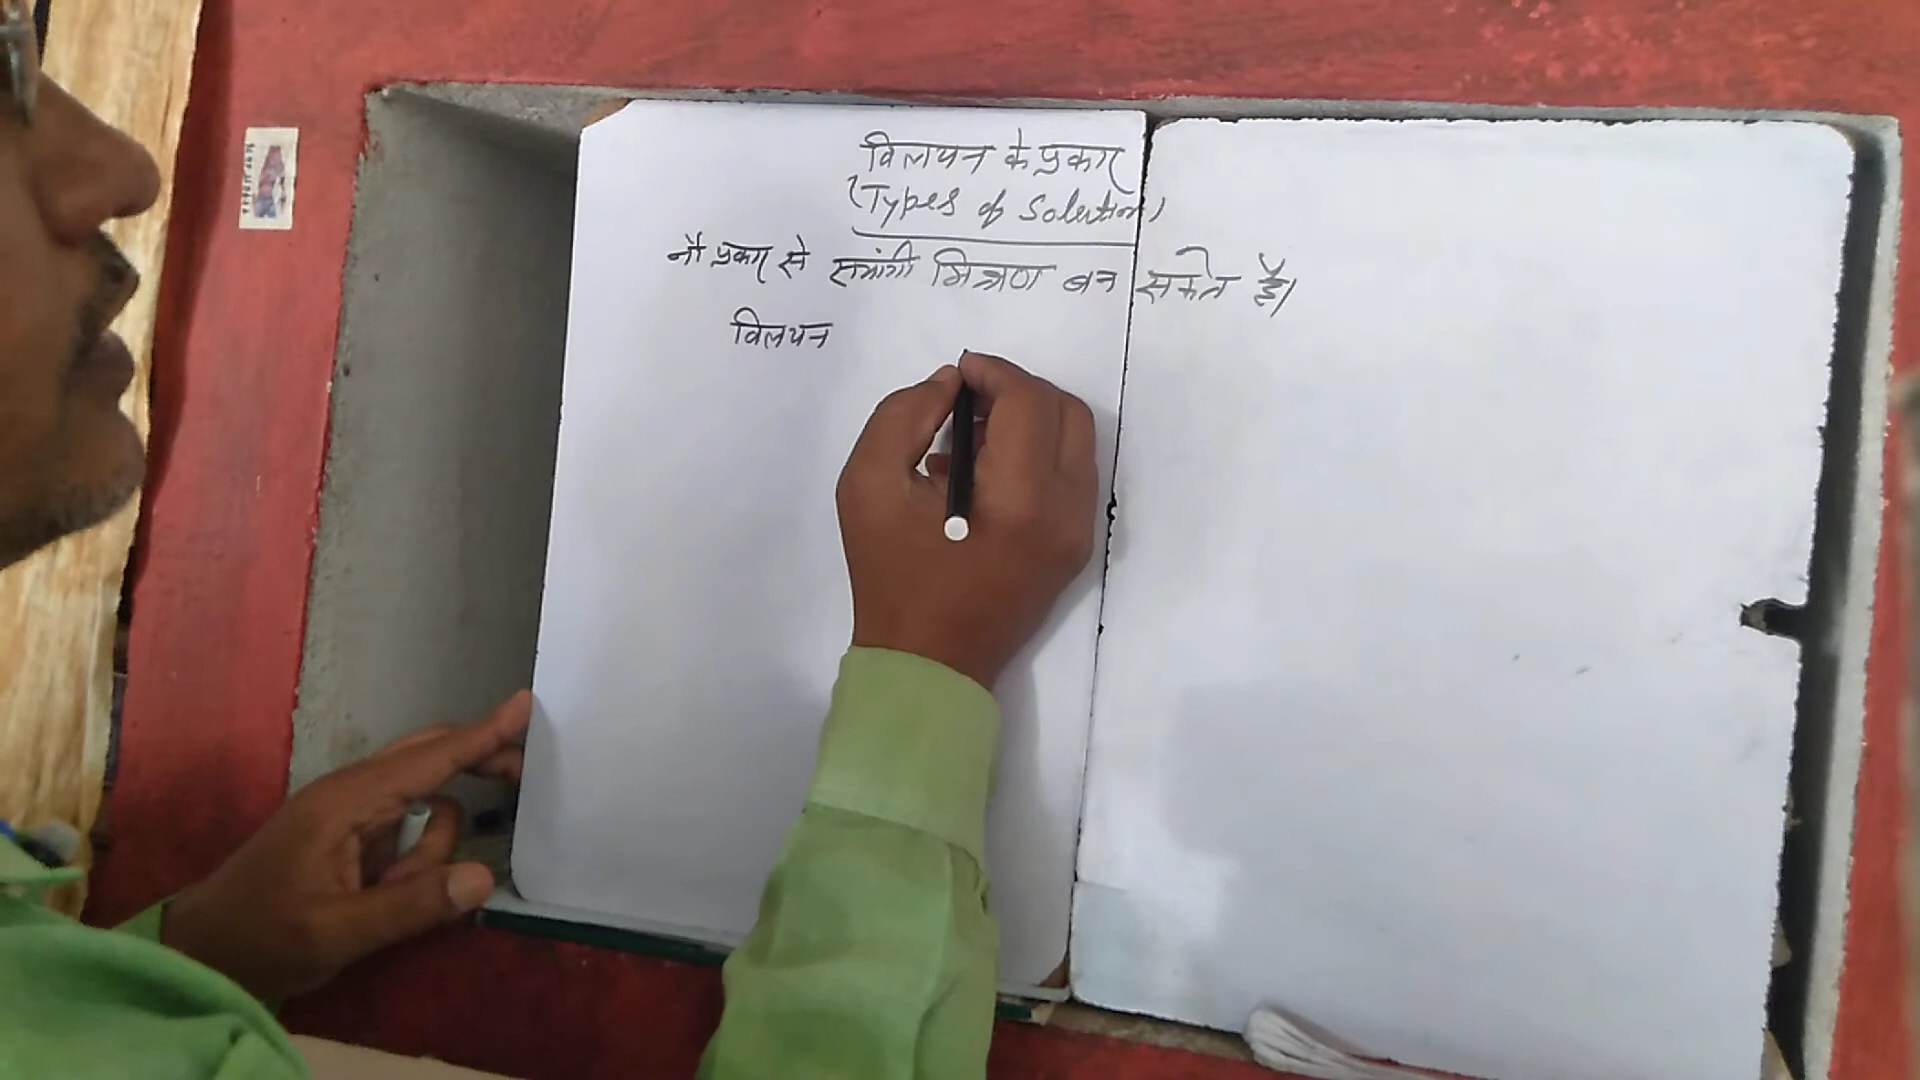 विलयन के प्रकार
(Types of Solution)
नौ प्रकार से समांगी मिश्रण बन सकते हैं।
विलयन